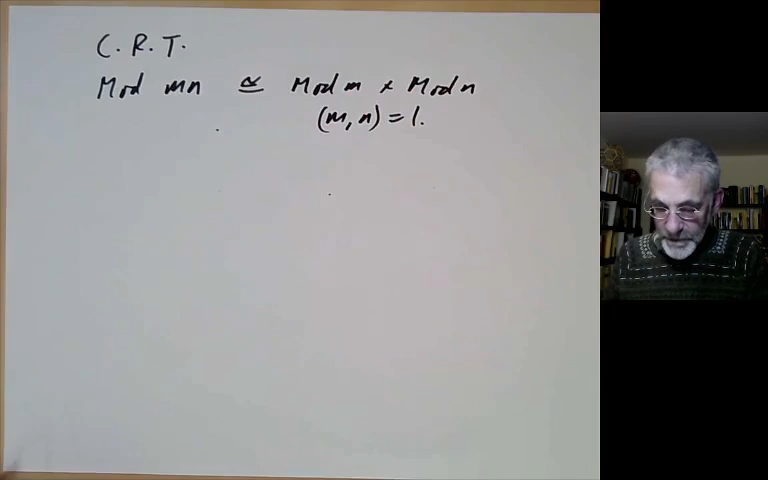 C. R. T.
Mod mn ≅ Mod m × Mod n
(m, n) = 1.